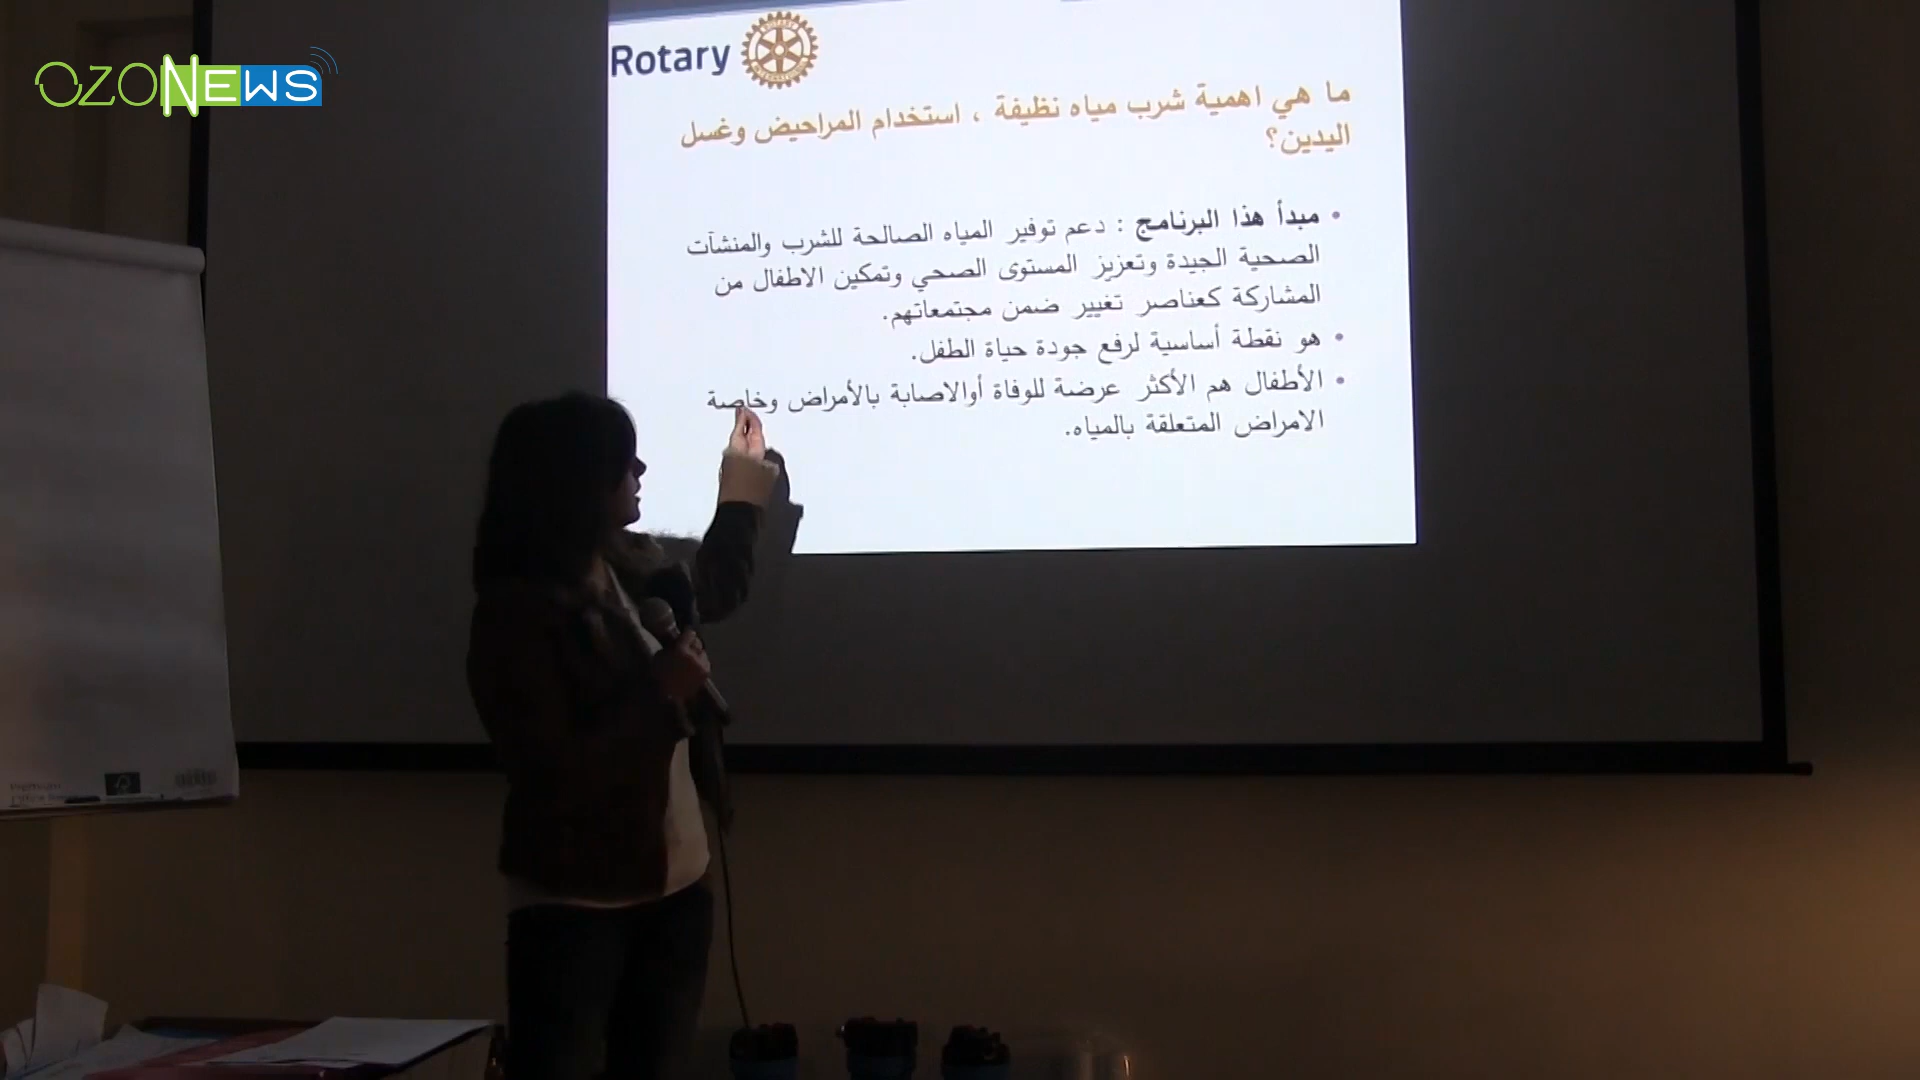 OZONEWS
Rotary
ROTARY
INTERNATIONAL
ما هي اهمية شرب مياه نظيفة ، استخدام المراحيض وغسل
اليدين؟
• مبدأ هذا البرنامج : دعم توفير المياه الصالحة للشرب والمنشآت
الصحية الجيدة وتعزيز المستوى الصحي وتمكين الاطفال من
المشاركة كعناصر تغيير ضمن مجتمعاتهم.
• هو نقطة أساسية لرفع جودة حياة الطفل.
• الأطفال هم الأكثر عرضة للوفاة أوالاصابة بالأمراض وخاصة
الامراض المتعلقة بالمياه.